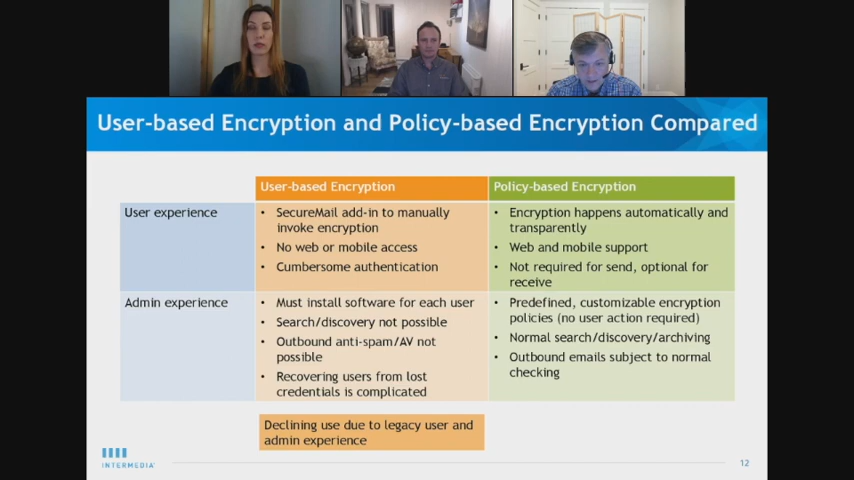 User-based Encryption and Policy-based Encryption Compared
User-based Encryption
Policy-based Encryption
User experience
• SecureMail add-in to manually
invoke encryption
• No web or mobile access
• Cumbersome authentication
• Encryption happens automatically and
transparently
• Web and mobile support
• Not required for send, optional for
receive
Admin experience
• Must install software for each user
• Search/discovery not possible
• Outbound anti-spam/AV not
possible
• Recovering users from lost
credentials is complicated
• Predefined, customizable encryption
policies (no user action required)
• Normal search/discovery/archiving
• Outbound emails subject to normal
checking
Declining use due to legacy user and
admin experience
INTERMEDIA
12